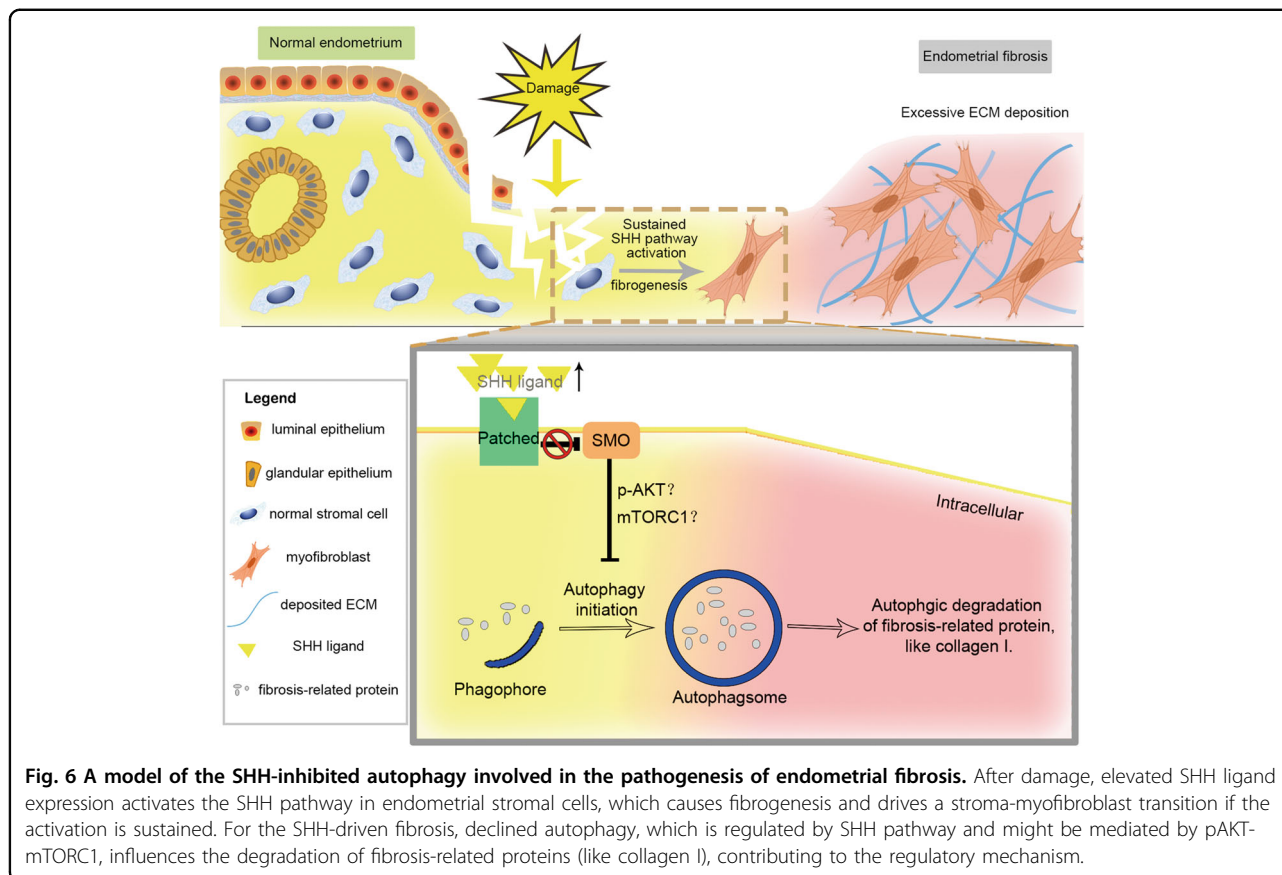 Normal endometrium
Damage
Endometrial fibrosis
Excessive ECM deposition
Sustained
SHH pathway
activation
fibrogenesis
Legend
luminal epithelium
glandular epithelium
normal stromal cell
myofibroblast
deposited ECM
SHH ligand
fibrosis-related protein
SHH ligand
Patched
SMO
p-AKT?
mTORC1?
Intracellular
Autophagy
initiation
Phagophore
Autophagsome
Autophgic degradation
of fibrosis-related protein,
like collagen I.
Fig. 6 A model of the SHH-inhibited autophagy involved in the pathogenesis of endometrial fibrosis. After damage, elevated SHH ligand
expression activates the SHH pathway in endometrial stromal cells, which causes fibrogenesis and drives a stroma-myofibroblast transition if the
activation is sustained. For the SHH-driven fibrosis, declined autophagy, which is regulated by SHH pathway and might be mediated by pAKT-
mTORC1, influences the degradation of fibrosis-related proteins (like collagen I), contributing to the regulatory mechanism.